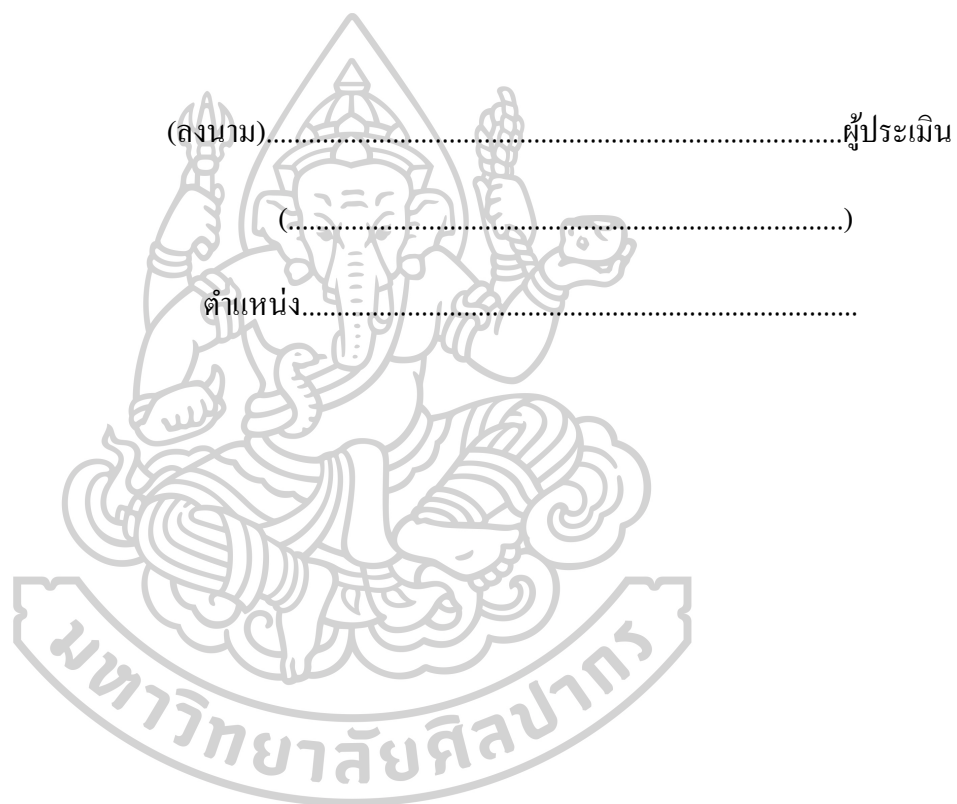 (ลงนาม)....................................................................................ผู้ประเมิน
(................................................................................)
ตำแหน่ง................................................................................
มหาวิทยาลัยศิลปากร